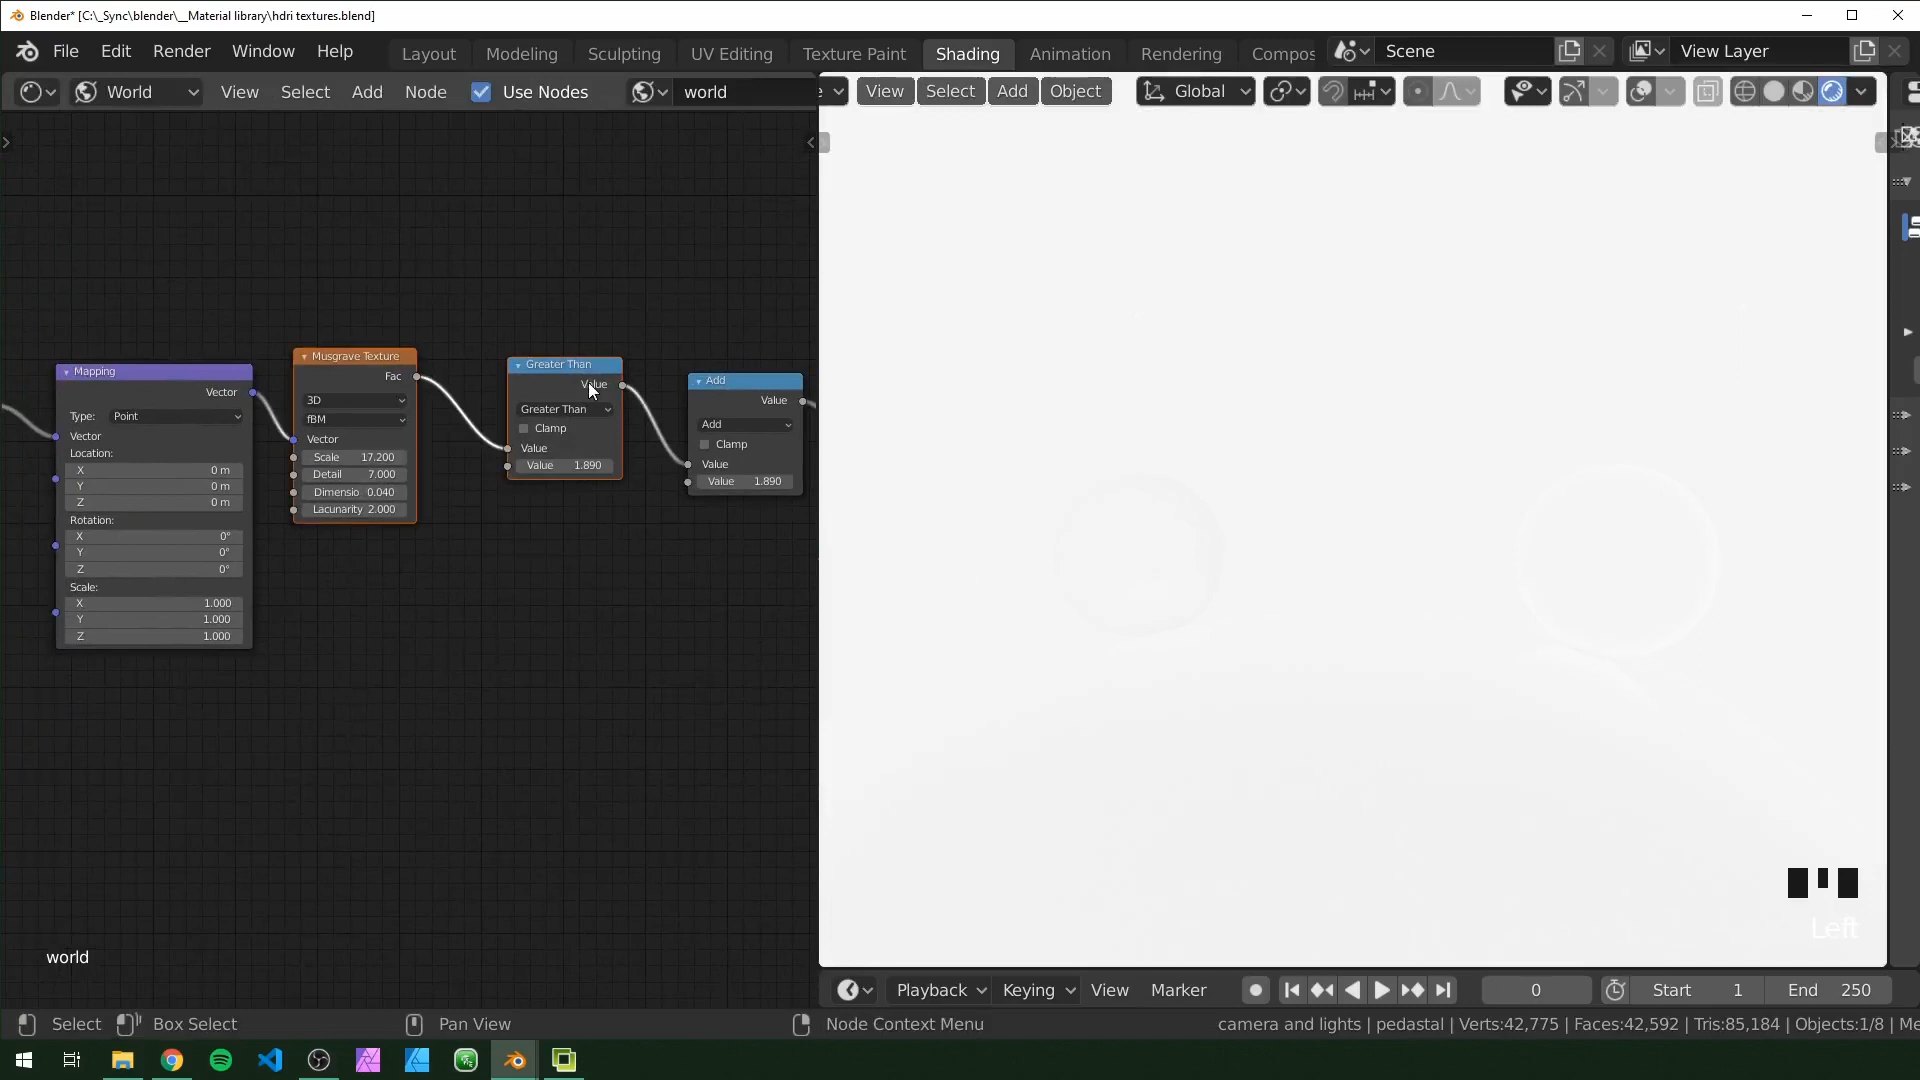 Blender* [C:\_Sync\blender\__Material library\hdri textures.blend]
File Edit Render Window Help Layout Modeling Sculpting UV Editing Texture Paint Shading Animation Rendering Compos Scene View Layer
World View Select Add Node Use Nodes world View Select Add Object Global
Mapping
Vector
Type: Point
Vector
Location:
X 0 m
Y 0 m
Z 0 m
Rotation:
X 0°
Y 0°
Z 0°
Scale:
X 1.000
Y 1.000
Z 1.000
Musgrave Texture
Fac
3D
fBM
Vector
Scale 17.200
Detail 7.000
Dimensio 0.040
Lacunarity 2.000
Greater Than
Value
Greater Than
Clamp
Value
Value 1.890
Add
Value
Add
Clamp
Value
Value 1.890
Left
world
Playback Keying View Marker 0 Start 1 End 250
Select Box Select Pan View Node Context Menu camera and lights | pedastal | Verts:42,775 | Faces:42,592 | Tris:85,184 | Objects:1/8 | Me